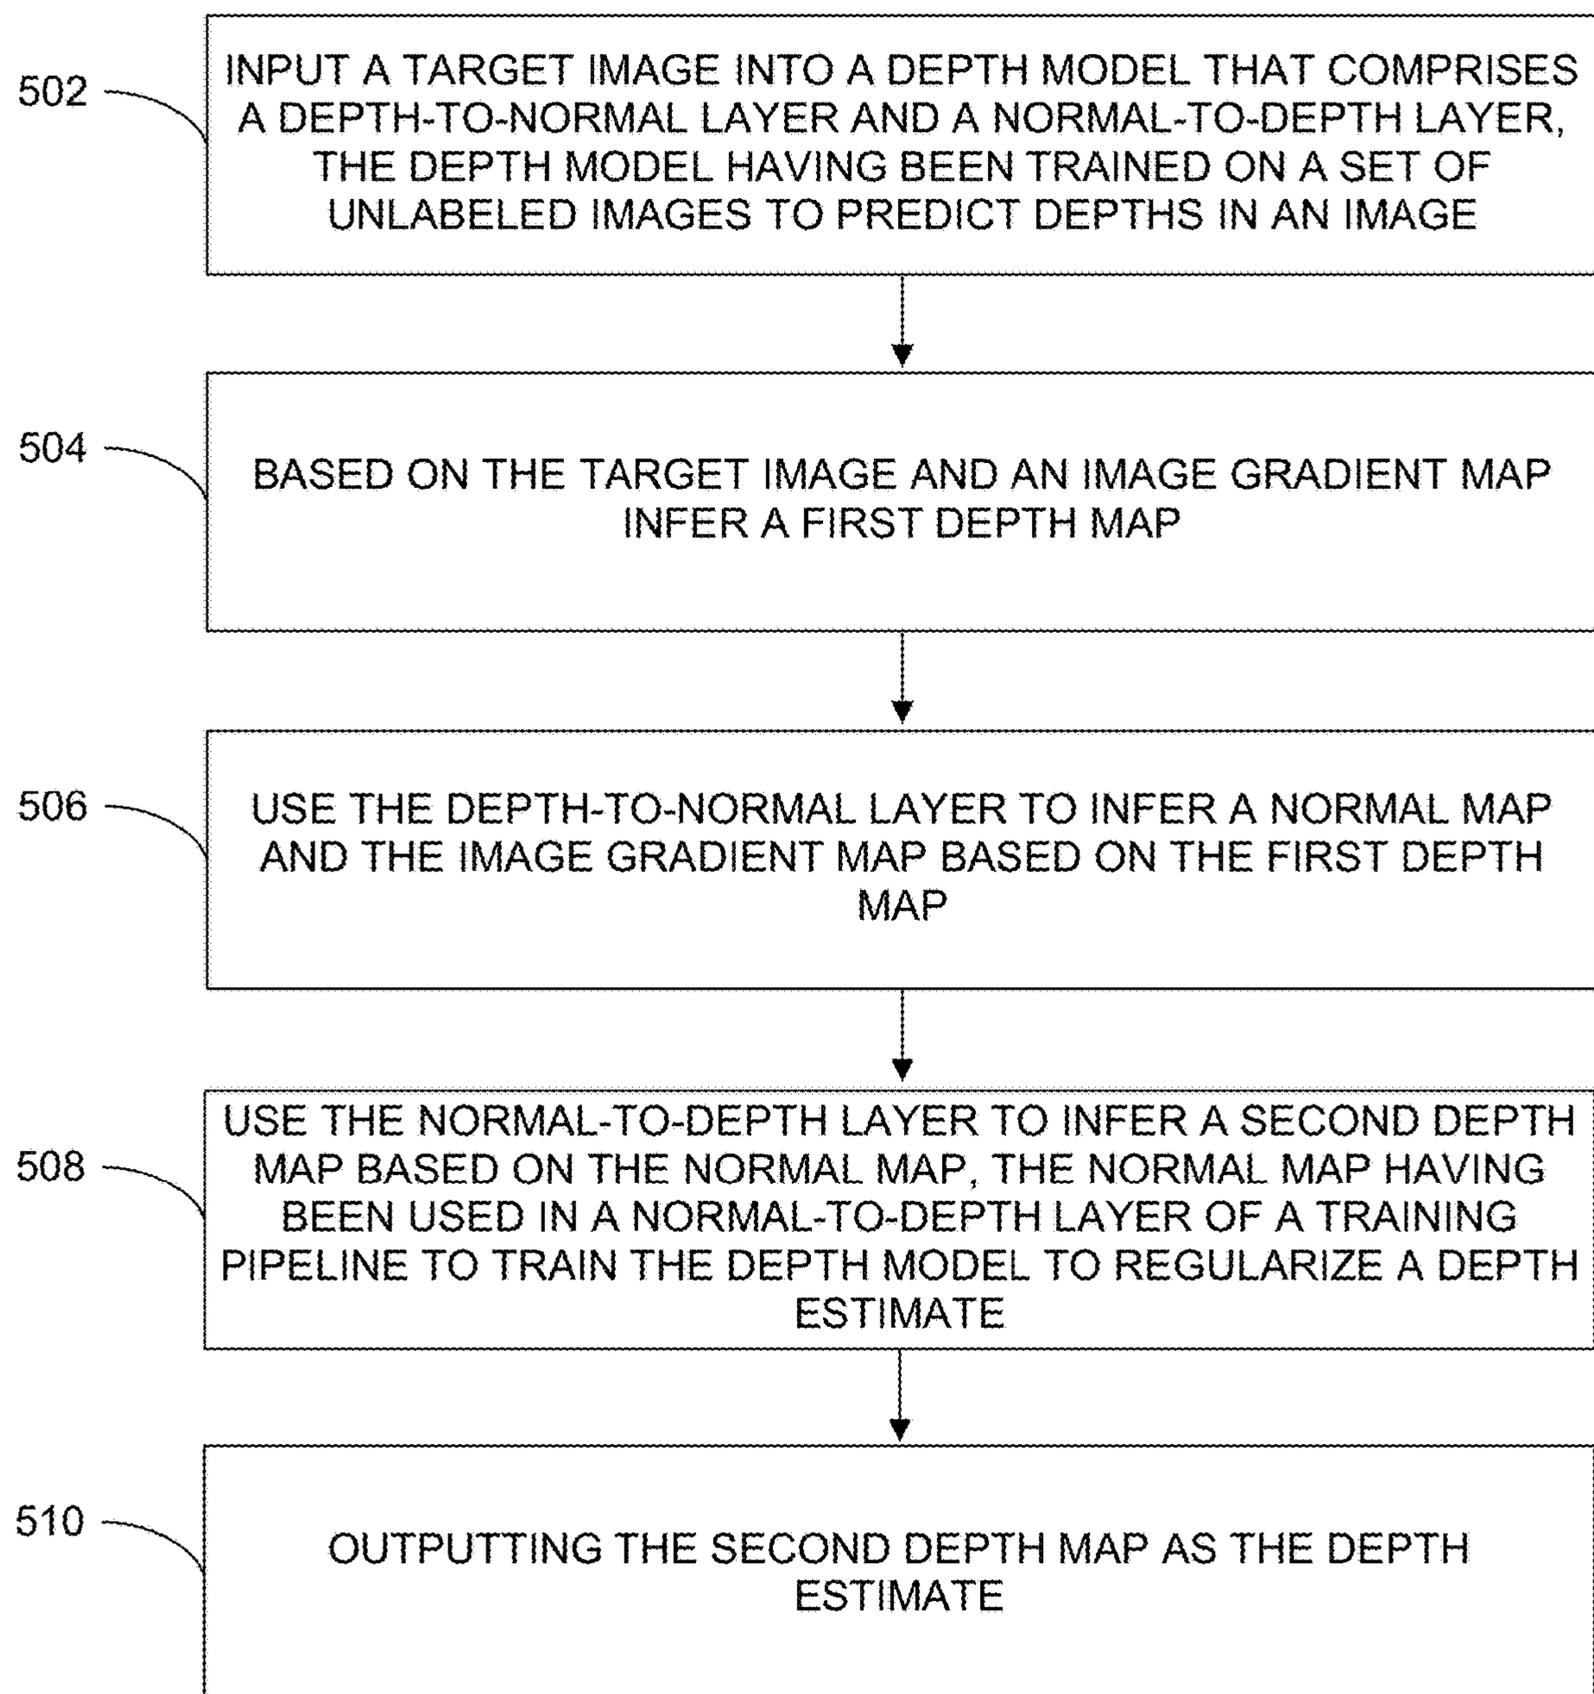 502
INPUT A TARGET IMAGE INTO A DEPTH MODEL THAT COMPRISES
A DEPTH-TO-NORMAL LAYER AND A NORMAL-TO-DEPTH LAYER,
THE DEPTH MODEL HAVING BEEN TRAINED ON A SET OF
UNLABELED IMAGES TO PREDICT DEPTHS IN AN IMAGE
504
BASED ON THE TARGET IMAGE AND AN IMAGE GRADIENT MAP
INFER A FIRST DEPTH MAP
506
USE THE DEPTH-TO-NORMAL LAYER TO INFER A NORMAL MAP
AND THE IMAGE GRADIENT MAP BASED ON THE FIRST DEPTH
MAP
508
USE THE NORMAL-TO-DEPTH LAYER TO INFER A SECOND DEPTH
MAP BASED ON THE NORMAL MAP, THE NORMAL MAP HAVING
BEEN USED IN A NORMAL-TO-DEPTH LAYER OF A TRAINING
PIPELINE TO TRAIN THE DEPTH MODEL TO REGULARIZE A DEPTH
ESTIMATE
510
OUTPUTTING THE SECOND DEPTH MAP AS THE DEPTH
ESTIMATE